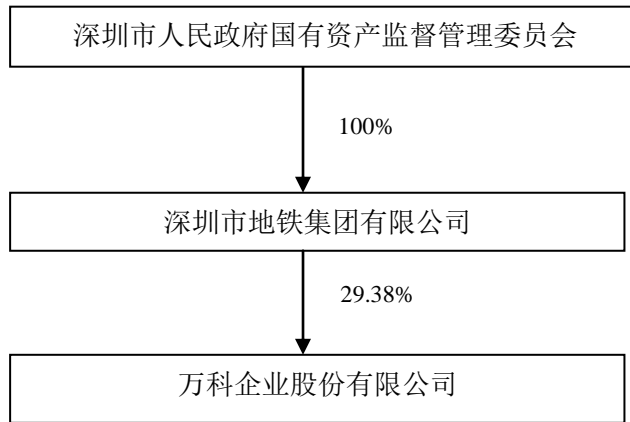 深圳市人民政府国有资产监督管理委员会
100%
深圳市地铁集团有限公司
29.38%
万科企业股份有限公司